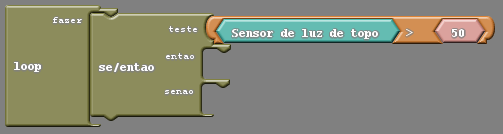 fazer
teste
Sensor de luz de topo > 50
entao
loop
se/entao
senao